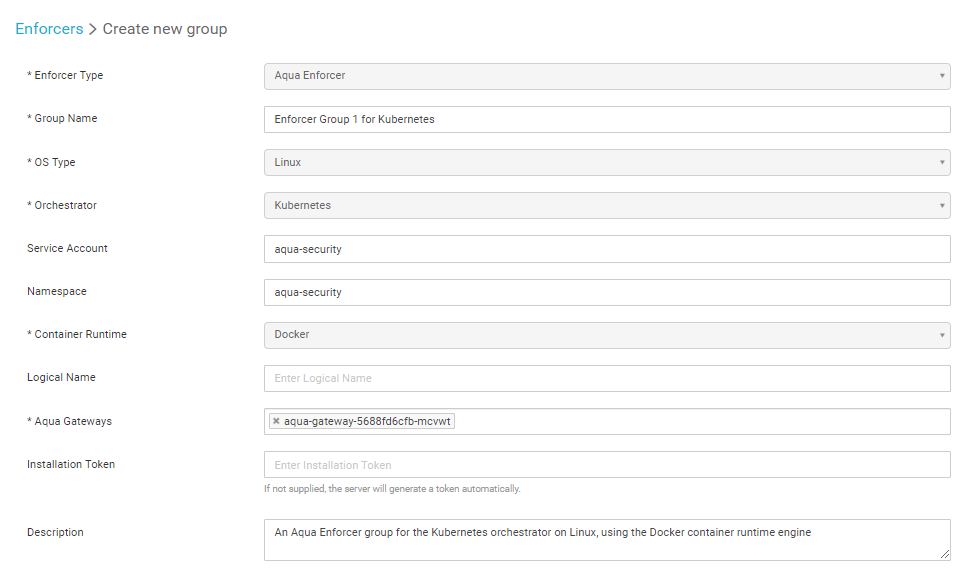 Enforcers > Create new group
* Enforcer Type
Aqua Enforcer
* Group Name
Enforcer Group 1 for Kubernetes
* OS Type
Linux
* Orchestrator
Kubernetes
Service Account
aqua-security
Namespace
aqua-security
* Container Runtime
Docker
Logical Name
Enter Logical Name
* Aqua Gateways
✖ aqua-gateway-5688fd6cfb-mcvwt
Installation Token
Enter Installation Token
If not supplied, the server will generate a token automatically.
Description
An Aqua Enforcer group for the Kubernetes orchestrator on Linux, using the Docker container runtime engine